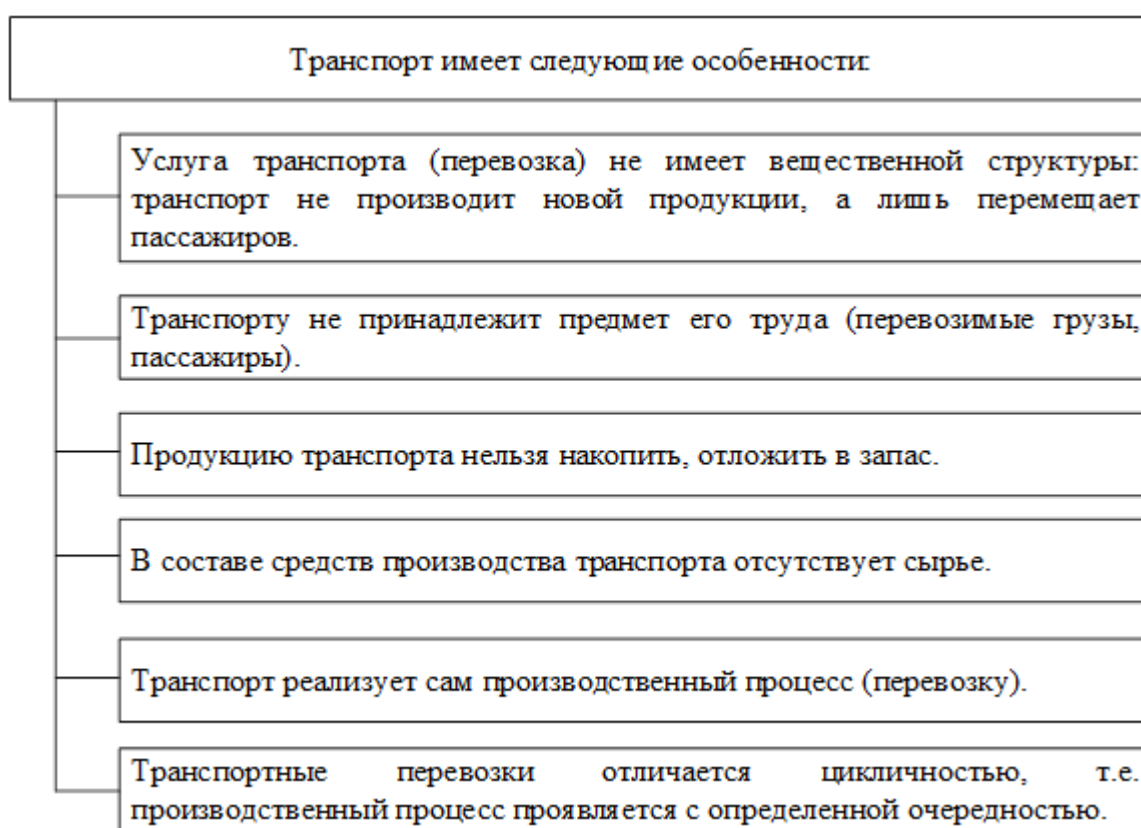 Транспорт имеет следующие особенности:
Услуга транспорта (перевозка) не имеет вещественной структуры:
транспорт не производит новой продукции, а лишь перемещает
пассажиров.
Транспорту не принадлежит предмет его труда (перевозимые грузы,
пассажиры).
Продукцию транспорта нельзя накопить, отложить в запас.
В составе средств производства транспорта отсутствует сырье.
Транспорт реализует сам производственный процесс (перевозку).
Транспортные перевозки отличается цикличностью, т.е.
производственный процесс проявляется с определенной очередностью.